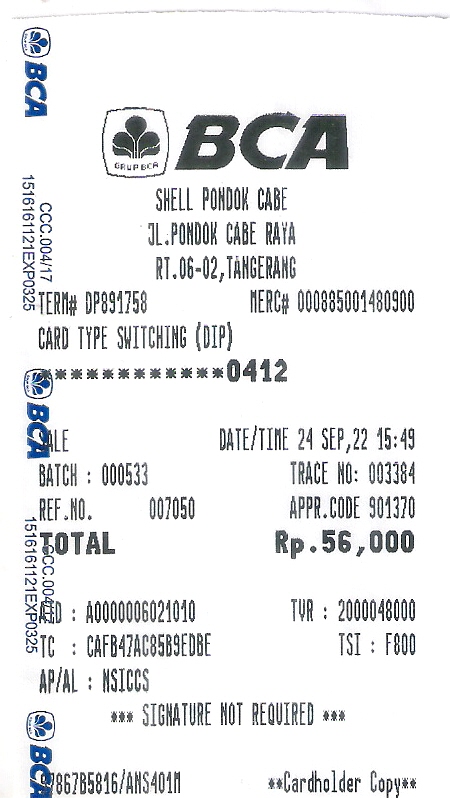 BCA
GRUP BCA
BCA
SHELL PONDOK CABE
JL.PONDOK CABE RAYA
RT.06-02,TANGERANG
TERM# DP891758 MERC# 000885001480900
CARD TYPE SWITCHING (DIP)
************0412
SALE DATE/TIME 24 SEP,22 15:49
BATCH : 000533 TRACE NO: 003384
REF.NO. 007050 APPR.CODE 901370
TOTAL Rp.56,000
AID : A0000006021010 TVR : 2000048000
TC : CAFB47AC85B9EDBE TSI : F800
AP/AL : NSICCS
*** SIGNATURE NOT REQUIRED ***
**Cardholder Copy**
CCC.004/17
1516161121EXP0325
BCA
CCC.004/17
1516161121EXP0325
BCA